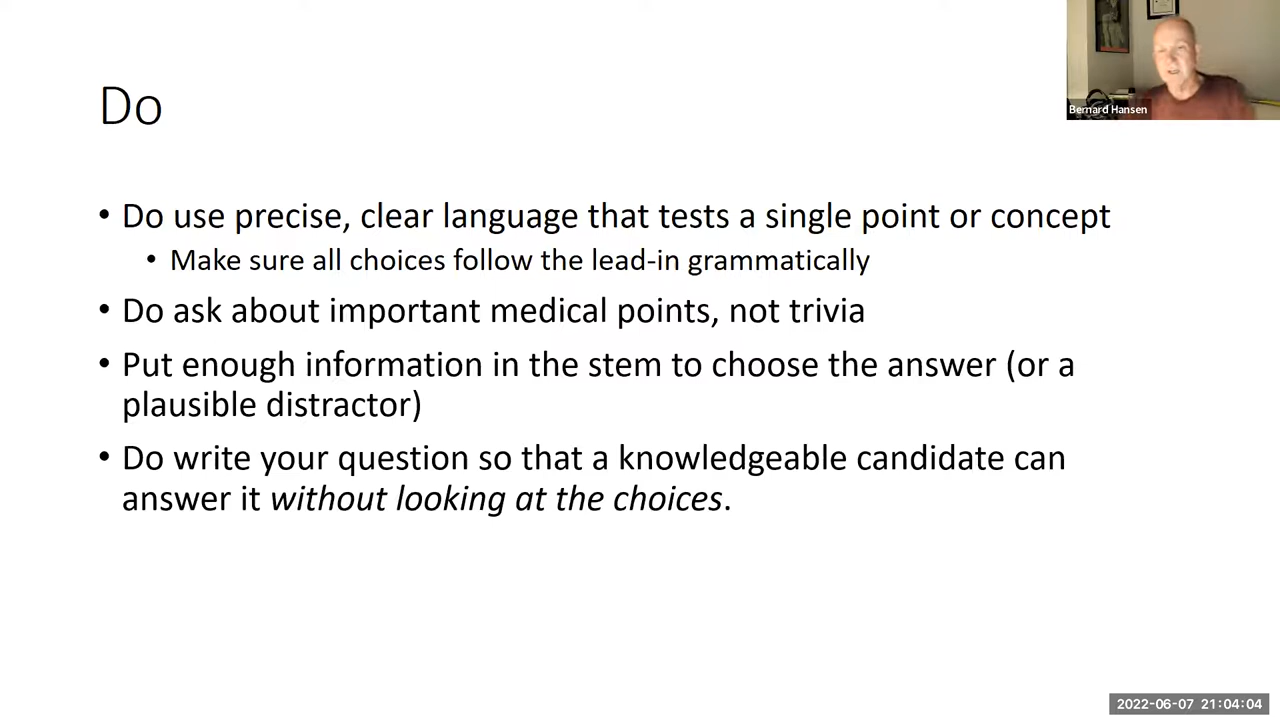 Do
Bernard Hansen
• Do use precise, clear language that tests a single point or concept
• Make sure all choices follow the lead-in grammatically
• Do ask about important medical points, not trivia
• Put enough information in the stem to choose the answer (or a
plausible distractor)
• Do write your question so that a knowledgeable candidate can
answer it without looking at the choices.
2022-06-07 21:04:04